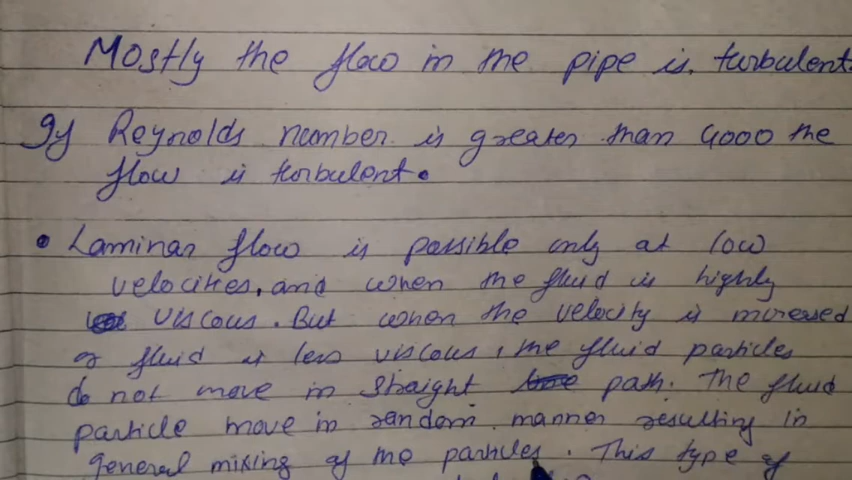 Mostly the flow in the pipe is turbulent.
If Reynolds number is greater than 4000 the
flow is turbulent.
• Laminar flow is possible only at low
velocities, and when the fluid is highly
viscous. But when the velocity is increased
or fluid is less viscous, the fluid particles
do not move in straight path. The fluid
particle move in random manner resulting in
general mixing of the particles. This type of